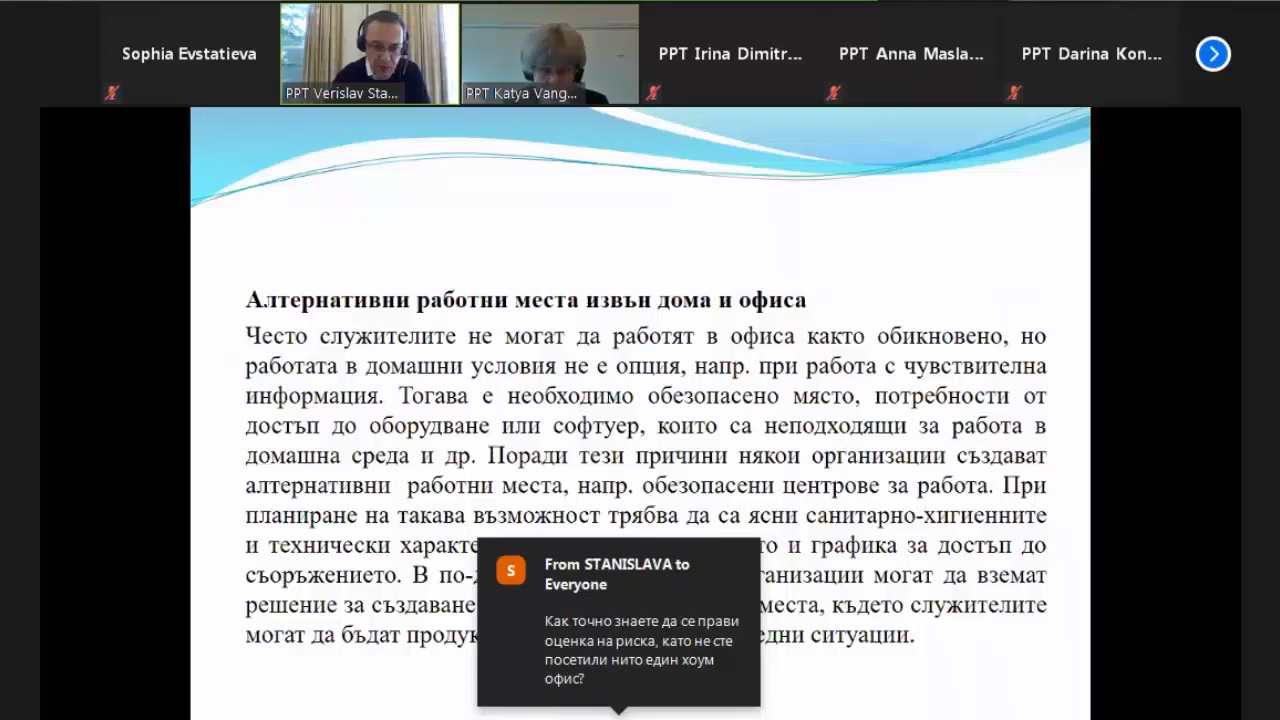 Sophia Evstatieva
PPT Verislav Sta...
PPT Katya Vang...
PPT Irina Dimitr...
PPT Anna Masla...
PPT Darina Kon...
Алтернативни работни места извън дома и офиса
Често служителите не могат да работят в офиса както обикновено, но
работата в домашни условия не е опция, напр. при работа с чувствителна
информация. Тогава е необходимо обезопасено място, потребности от
достъп до оборудване или софтуер, които са неподходящи за работа в
домашна среда и др. Поради тези причини някои организации създават
алтернативни работни места, напр. обезопасени центрове за работа. При
планиране на такава възможност трябва да са ясни санитарно-хигиенните
и технически и графика за достъп до
съоръжението. В могат да вземат
решение за създаване места, където служителите
могат да бъдат ситуации.
S
From STANISLAVA to
Everyone
Как точно знаете да се прави
оценка на риска, като не сте
посетили нито един хоум
офис?